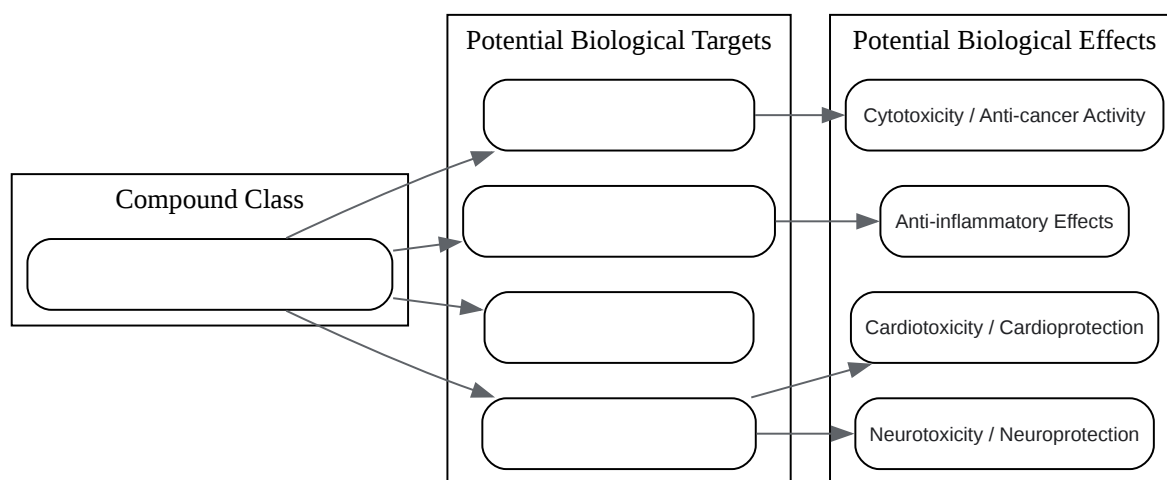 Potential Biological Targets
Potential Biological Effects
Cytotoxicity / Anti-cancer Activity
Compound Class
Anti-inflammatory Effects
Cardiotoxicity / Cardioprotection
Neurotoxicity / Neuroprotection